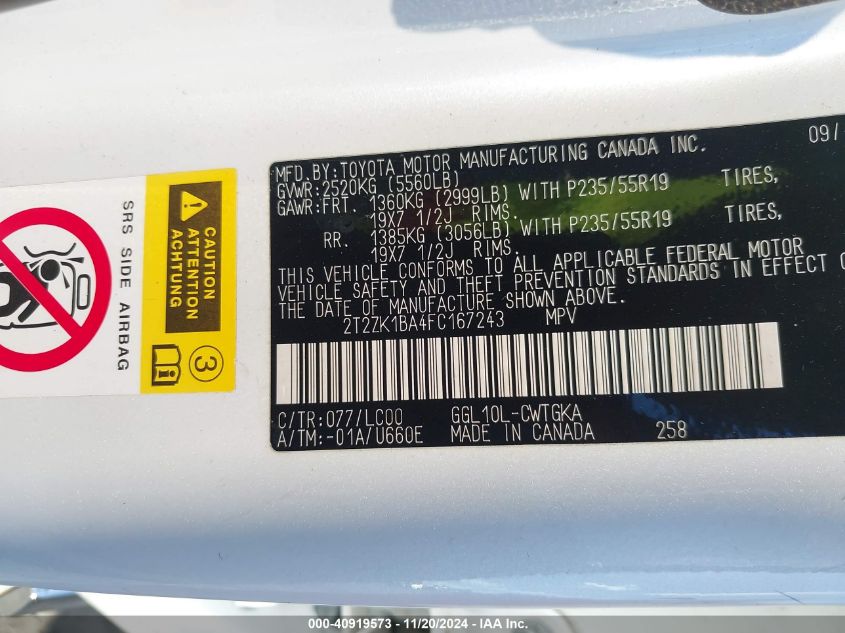 MFD.BY:TOYOTA MOTOR MANUFACTURING CANADA INC. 09/
GVWR:2520KG (5560LB)
GAWR:FRT. 1360KG (2999LB) WITH P235/55R19 TIRES,
19X7 1/2J RIMS.
RR. 1385KG (3056LB) WITH P235/55R19 TIRES,
19X7 1/2J RIMS.
THIS VEHICLE CONFORMS TO ALL APPLICABLE FEDERAL MOTOR
VEHICLE SAFETY AND THEFT PREVENTION STANDARDS IN EFFECT O
THE DATE OF MANUFACTURE SHOWN ABOVE.
2T2ZK1BA4FC167243 MPV
C/TR:077/LC00 GGL10L-CWTGKA
A/TM:-01A/U660E MADE IN CANADA 258
SRS SIDE AIRBAG
CAUTION
ATTENTION
ACHTUNG
3
000-40919573 - 11/20/2024 - IAA Inc.